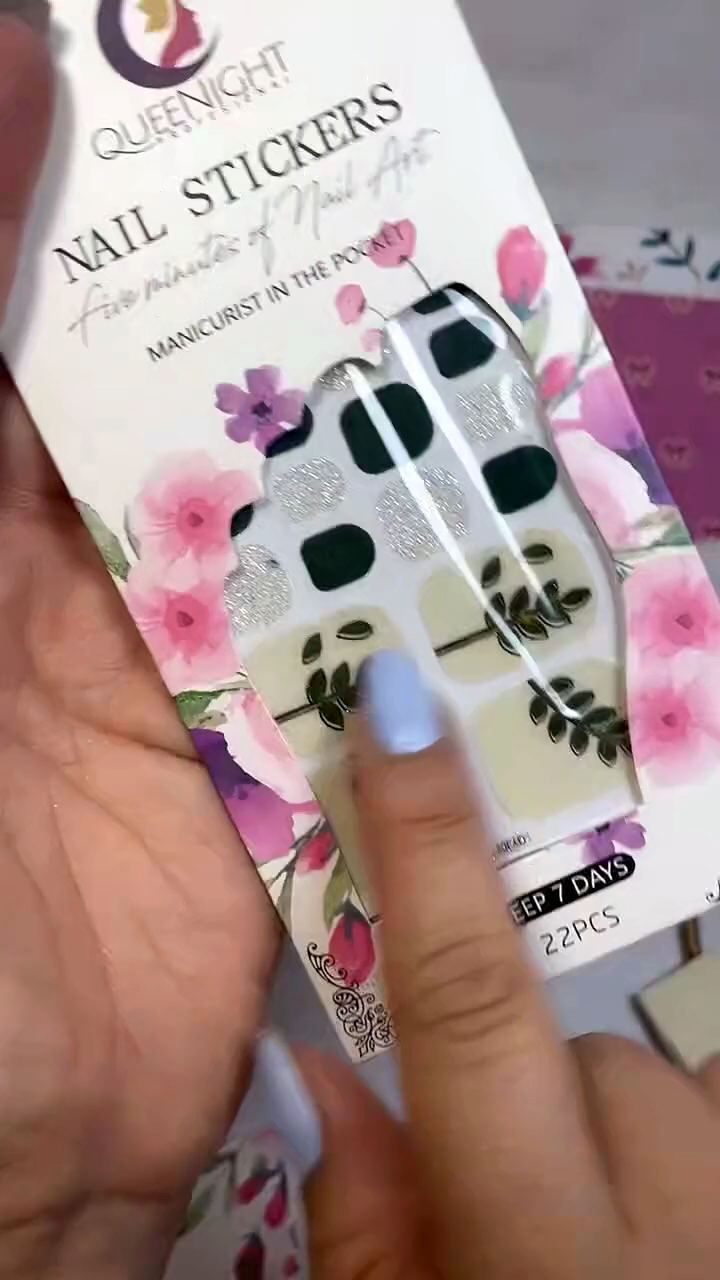 QUEENIGHT
NAIL STICKERS
five minutes of Nail Art
MANICURIST IN THE POCKET
EEP 7 DAYS
22PCS